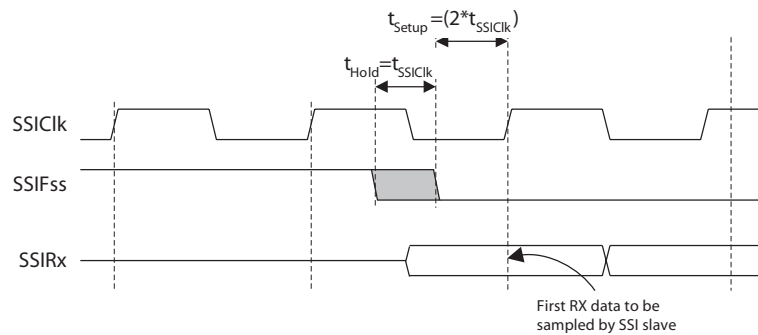 tSetup=(2*tSSIClk)
tHold=tSSIClk
SSIClk
SSIFss
SSIRx
First RX data to be
sampled by SSI slave